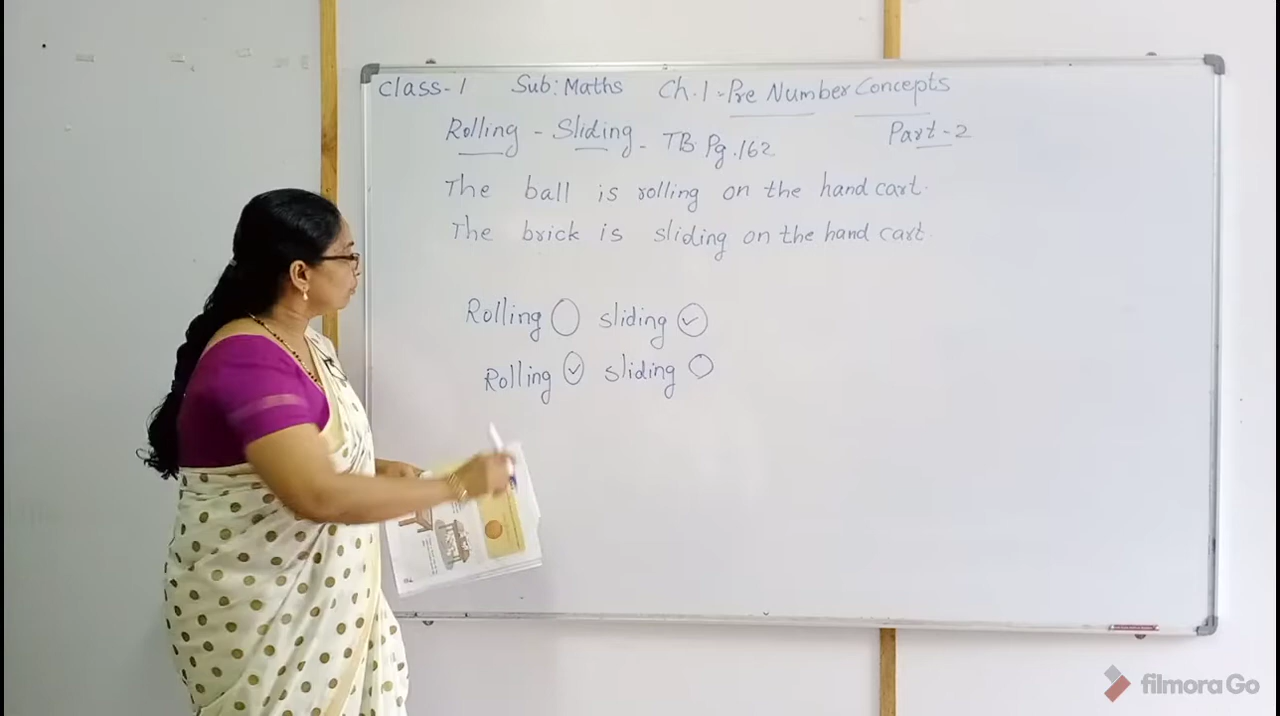 Class-1 Sub: Maths Ch.1-Pre Number Concepts
Rolling - Sliding - TB. Pg.162 Part-2
The ball is rolling on the hand cart.
The brick is sliding on the hand cart.
Rolling sliding ✓
Rolling ✓ sliding
filmora Go